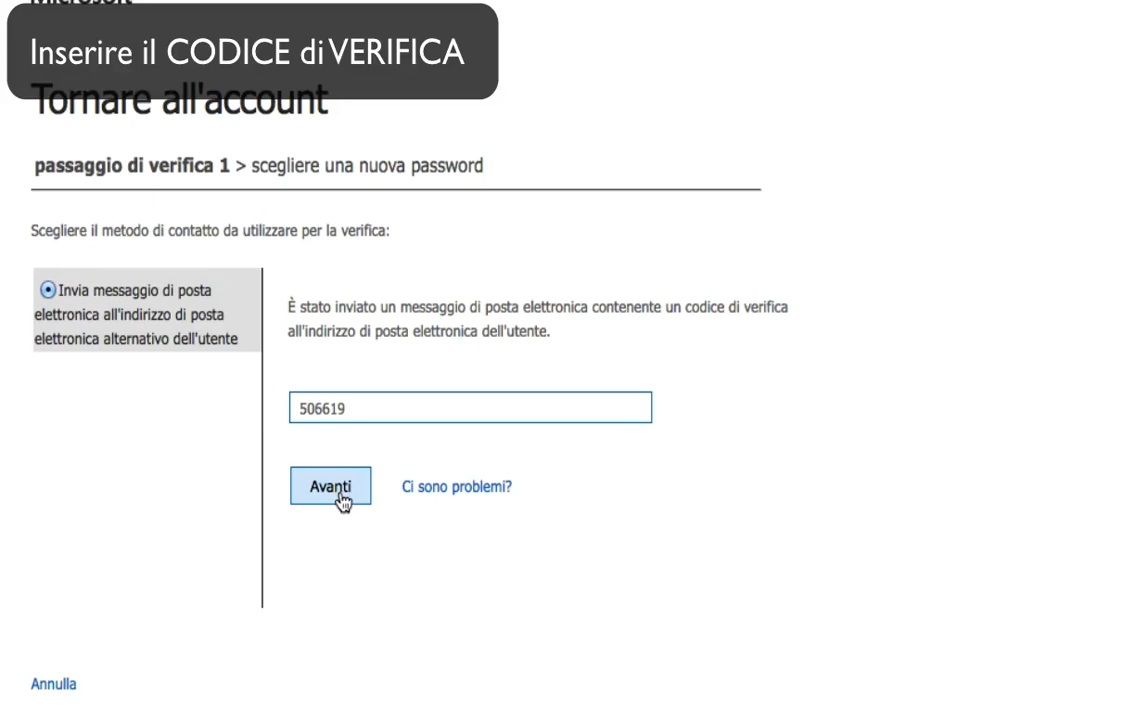 Microsoft
Inserire il CODICE di VERIFICA
Tornare all'account
passaggio di verifica 1 > scegliere una nuova password
Scegliere il metodo di contatto da utilizzare per la verifica:
Invia messaggio di posta
elettronica all'indirizzo di posta
elettronica alternativo dell'utente
È stato inviato un messaggio di posta elettronica contenente un codice di verifica
all'indirizzo di posta elettronica dell'utente.
506619
Avanti
Ci sono problemi?
Annulla